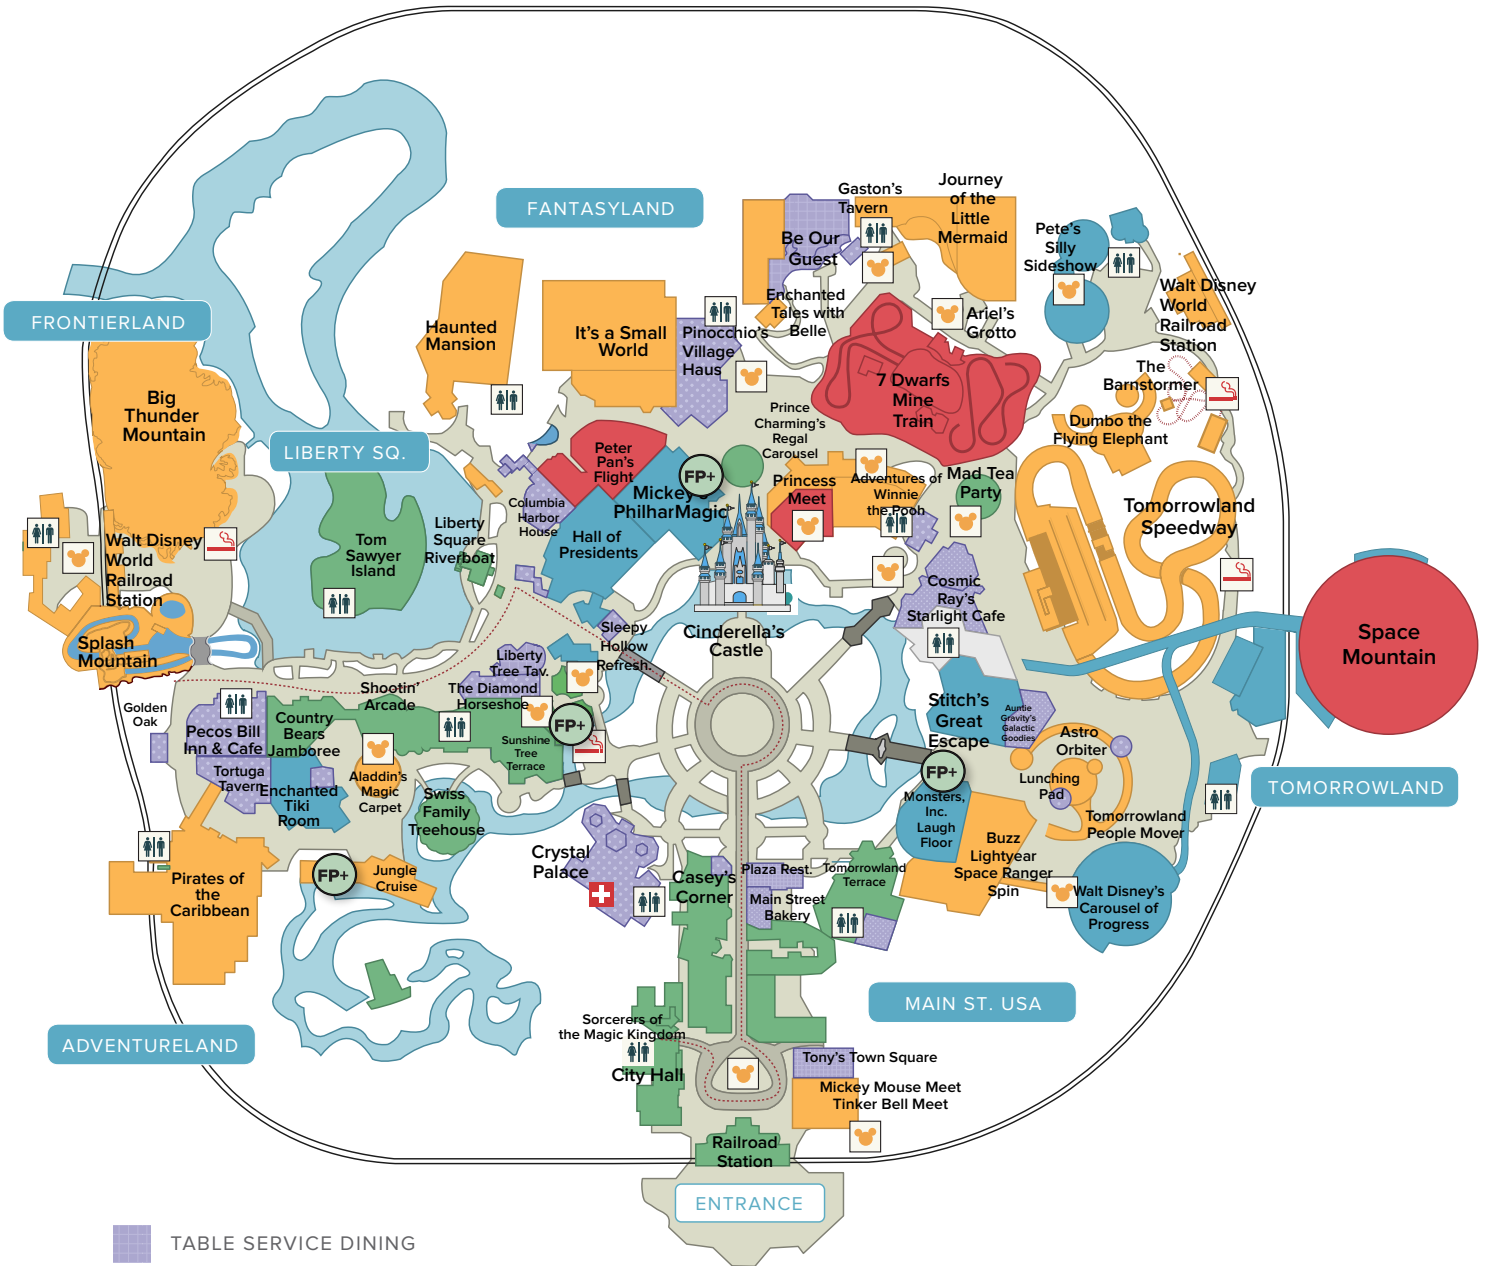 FANTASYLAND
Gaston's
Tavern
Journey
of the
Little
Mermaid
Be Our
Guest
Pete's
Silly
Sideshow
Enchanted
Tales with
Belle
Ariel's
Grotto
Walt Disney
World
Railroad
Station
FRONTIERLAND
Haunted
Mansion
It's a Small
World
Pinocchio's
Village
Haus
7 Dwarfs
Mine
Train
The
Barnstormer
Dumbo the
Flying Elephant
Big
Thunder
Mountain
LIBERTY SQ.
Peter
Pan's
Flight
Prince
Charming's
Regal
Carousel
FP+
Mickey's
PhilharMagic
Princess
Meet
Adventures of
Winnie
the Pooh
Mad Tea
Party
Tomorrowland
Speedway
Columbia
Harbor
House
Hall of
Presidents
Liberty
Square
Riverboat
Tom
Sawyer
Island
Walt Disney
World
Railroad
Station
Cosmic
Ray's
Starlight Cafe
Splash
Mountain
Cinderella's
Castle
Sleepy
Hollow
Refresh.
Liberty
Tree Tav.
The Diamond
Horseshoe
Space
Mountain
Shootin'
Arcade
Golden
Oak
Pecos Bill
Inn & Cafe
Country
Bears
Jamboree
Sunshine
Tree
Terrace
FP+
Stitch's
Great
Escape
Auntie
Gravity's
Galactic
Goodies
Astro
Orbiter
FP+
Lunching
Pad
TOMORROWLAND
Tortuga
Tavern
Enchanted
Tiki
Room
Aladdin's
Magic
Carpet
Swiss
Family
Treehouse
Monsters,
Inc.
Laugh
Floor
Tomorrowland
People Mover
Buzz
Lightyear
Space Ranger
Spin
Crystal
Palace
Casey's
Corner
Plaza Rest.
Main Street
Bakery
Tomorrowland
Terrace
Walt Disney's
Carousel of
Progress
Pirates of
the
Caribbean
FP+
Jungle
Cruise
MAIN ST. USA
ADVENTURELAND
Sorcerers of
the Magic Kingdom
City Hall
Tony's Town Square
Mickey Mouse Meet
Tinker Bell Meet
Railroad
Station
ENTRANCE
TABLE SERVICE DINING